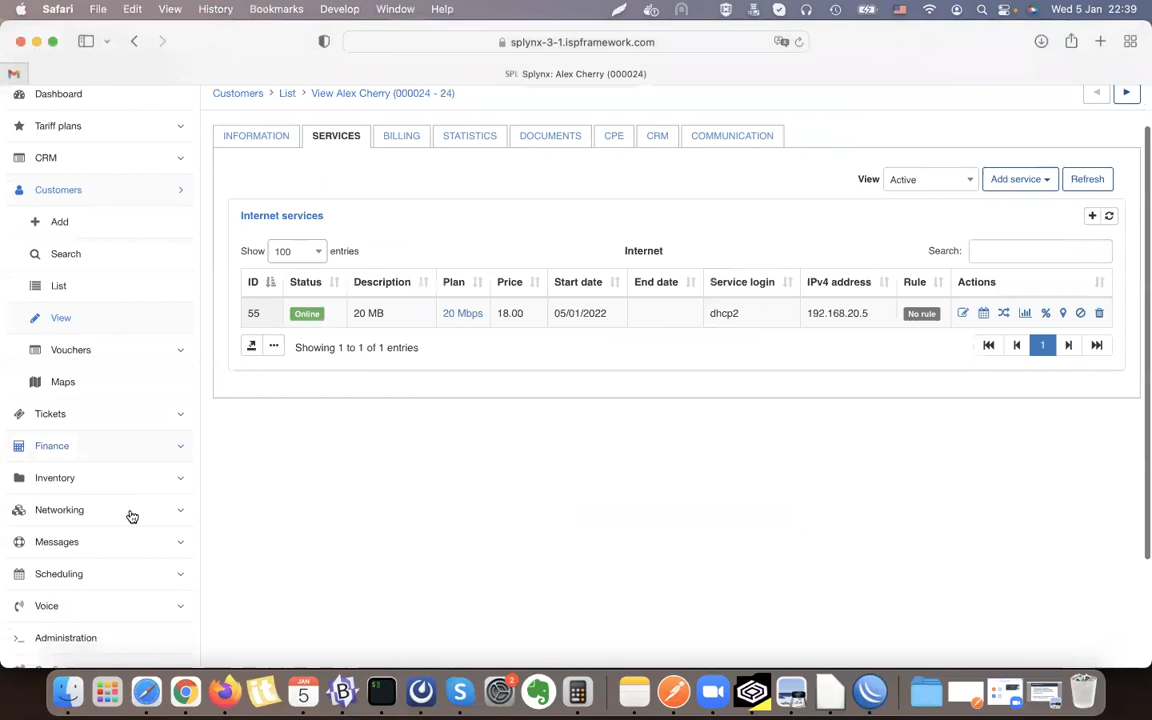 Safari File Edit View History Bookmarks Develop Window Help Wed 5 Jan 22:39
splynx-3-1.ispframework.com
SPL Splynx: Alex Cherry (000024)
Customers > List > View Alex Cherry (000024 - 24)
INFORMATION SERVICES BILLING STATISTICS DOCUMENTS CPE CRM COMMUNICATION
View Active Add service Refresh
Internet services
Show 100 entries Internet Search:
ID Status Description Plan Price Start date End date Service login IPv4 address Rule Actions
55 Online 20 MB 20 Mbps 18.00 05/01/2022 dhcp2 192.168.20.5 No rule
Showing 1 to 1 of 1 entries 1
Dashboard
Tariff plans
CRM
Customers
Add
Search
List
View
Vouchers
Maps
Tickets
Finance
Inventory
Networking
Messages
Scheduling
Voice
Administration
JAN
5
2